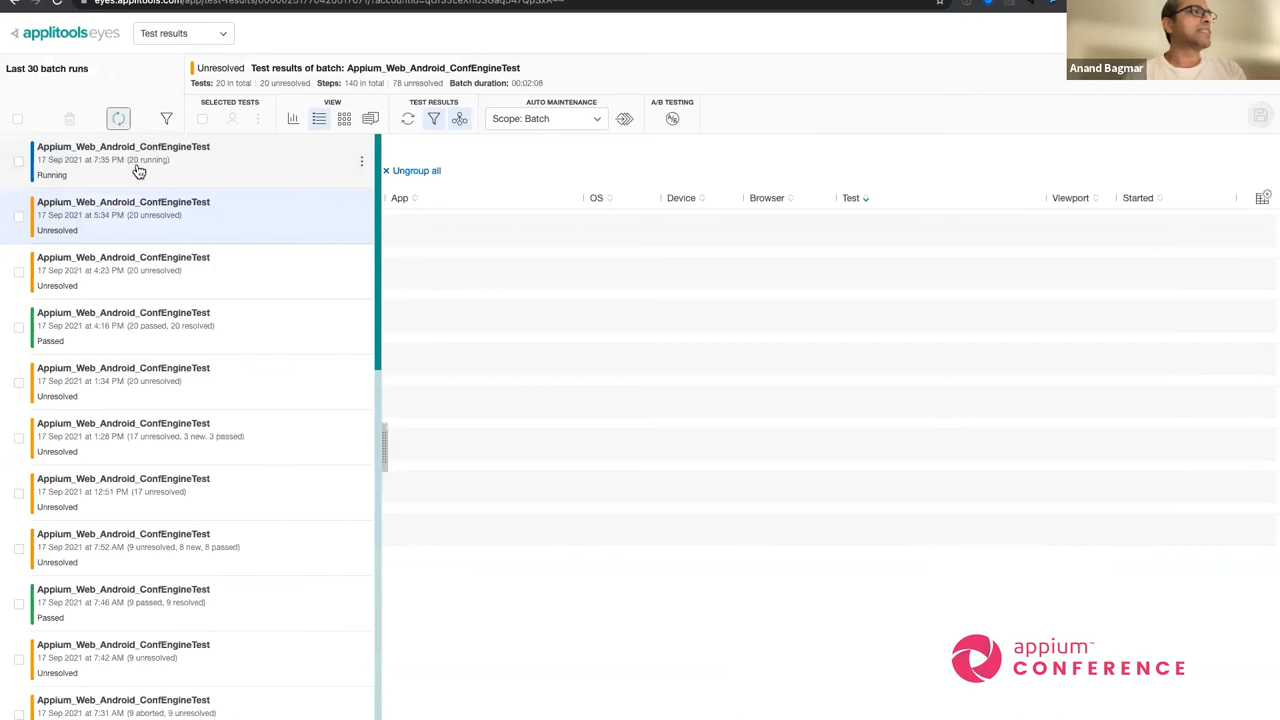 applitools eyes
Test results
Anand Bagmar
Last 30 batch runs
Unresolved Test results of batch: Appium_Web_Android_ConfEngineTest
Tests: 20 in total | 20 unresolved | Steps: 140 in total | 78 unresolved | Batch duration: 00:02:08
SELECTED TESTS
VIEW
TEST RESULTS
AUTO MAINTENANCE
A/B TESTING
Scope: Batch
Appium_Web_Android_ConfEngineTest
17 Sep 2021 at 7:35 PM (20 running)
Running
Appium_Web_Android_ConfEngineTest
17 Sep 2021 at 5:34 PM (20 unresolved)
Unresolved
Appium_Web_Android_ConfEngineTest
17 Sep 2021 at 4:23 PM (20 unresolved)
Unresolved
Appium_Web_Android_ConfEngineTest
17 Sep 2021 at 4:16 PM (20 passed, 20 resolved)
Passed
Appium_Web_Android_ConfEngineTest
17 Sep 2021 at 1:34 PM (20 unresolved)
Unresolved
Appium_Web_Android_ConfEngineTest
17 Sep 2021 at 1:28 PM (17 unresolved, 3 new, 3 passed)
Unresolved
Appium_Web_Android_ConfEngineTest
17 Sep 2021 at 12:51 PM (17 unresolved)
Unresolved
Appium_Web_Android_ConfEngineTest
17 Sep 2021 at 7:52 AM (9 unresolved, 8 new, 8 passed)
Unresolved
Appium_Web_Android_ConfEngineTest
17 Sep 2021 at 7:46 AM (9 passed, 9 resolved)
Passed
Appium_Web_Android_ConfEngineTest
17 Sep 2021 at 7:42 AM (9 unresolved)
Unresolved
Appium_Web_Android_ConfEngineTest
17 Sep 2021 at 7:31 AM (9 aborted, 9 unresolved)
Ungroup all
App OS Device Browser Test Viewport Started
appium™
CONFERENCE